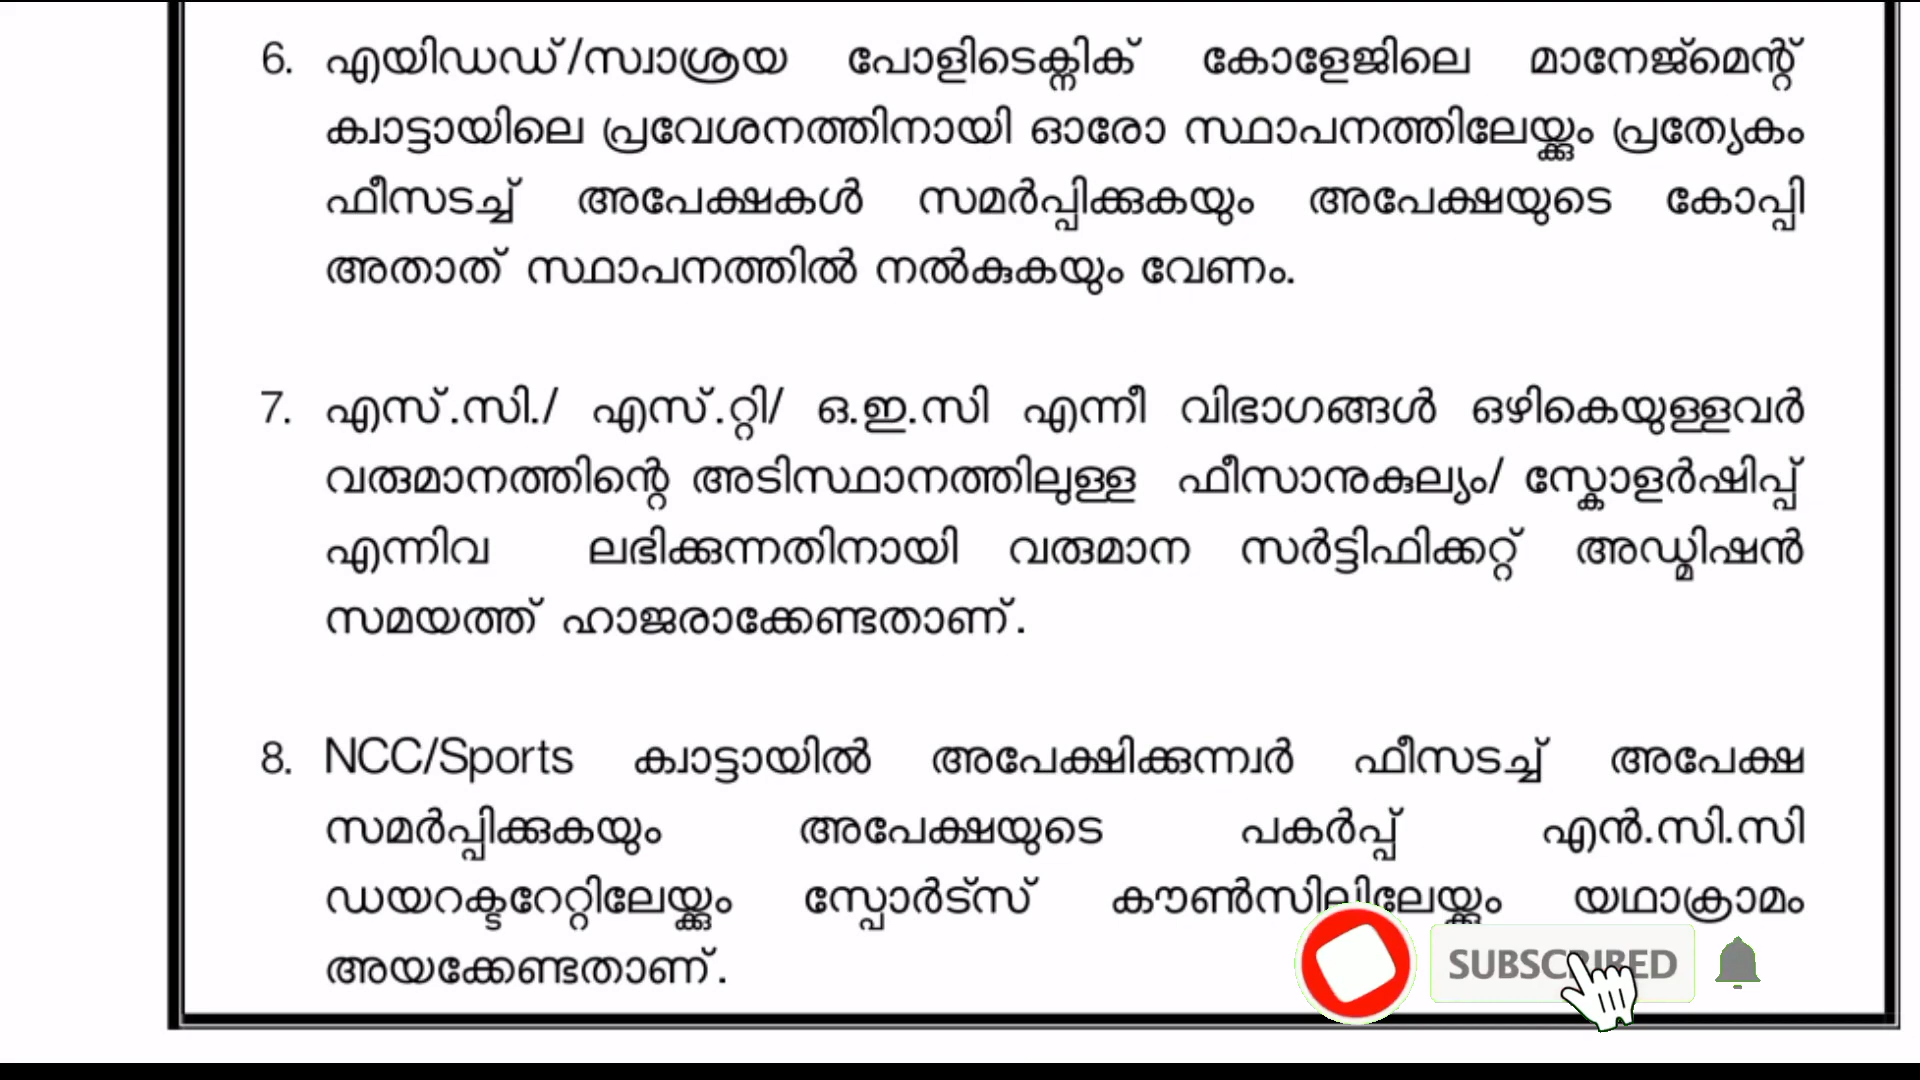 6. എയിഡഡ്/സ്വാശ്രയ പോളിടെക്നിക് കോളേജിലെ മാനേജ്മെന്റ്
ക്വാട്ടായിലെ പ്രവേശനത്തിനായി ഓരോ സ്ഥാപനത്തിലേയ്ക്കും പ്രത്യേകം
ഫീസടച്ച് അപേക്ഷകൾ സമർപ്പിക്കുകയും അപേക്ഷയുടെ കോപ്പി
അതാത് സ്ഥാപനത്തിൽ നൽകുകയും വേണം.
7. എസ്.സി./ എസ്.റ്റി/ ഒ.ഇ.സി എന്നീ വിഭാഗങ്ങൾ ഒഴികെയുള്ളവർ
വരുമാനത്തിന്റെ അടിസ്ഥാനത്തിലുള്ള ഫീസാനുകുല്യം/ സ്കോളർഷിപ്പ്
എന്നിവ ലഭിക്കുന്നതിനായി വരുമാന സർട്ടിഫിക്കറ്റ് അഡ്മിഷൻ
സമയത്ത് ഹാജരാക്കേണ്ടതാണ്.
8. NCC/Sports ക്വാട്ടായിൽ അപേക്ഷിക്കുന്ന്വർ ഫീസടച്ച് അപേക്ഷ
സമർപ്പിക്കുകയും അപേക്ഷയുടെ പകർപ്പ് എൻ.സി.സി
ഡയറക്ടറേറ്റിലേയ്ക്കും സ്പോർട്സ് കൗൺസിലിലേയ്ക്കും യഥാക്രാമം
അയക്കേണ്ടതാണ്.
SUBSCRIBED